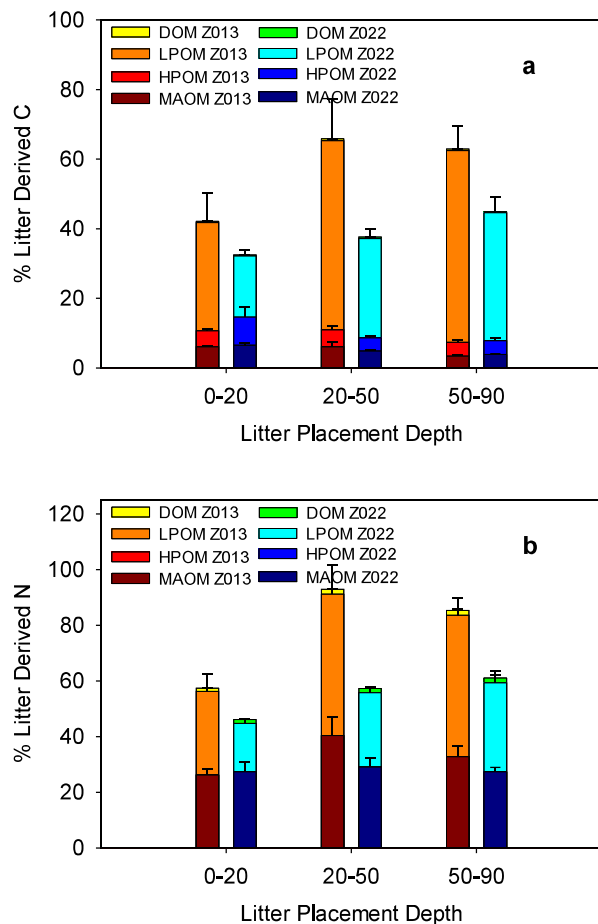 DOM Z013 DOM Z022
LPOM Z013 LPOM Z022
HPOM Z013 HPOM Z022
MAOM Z013 MAOM Z022
a
100
80
60
40
20
0
% Litter Derived C
0-20 20-50 50-90
Litter Placement Depth
DOM Z013 DOM Z022
LPOM Z013 LPOM Z022
HPOM Z013 HPOM Z022
MAOM Z013 MAOM Z022
b
120
100
80
60
40
20
0
% Litter Derived N
0-20 20-50 50-90
Litter Placement Depth